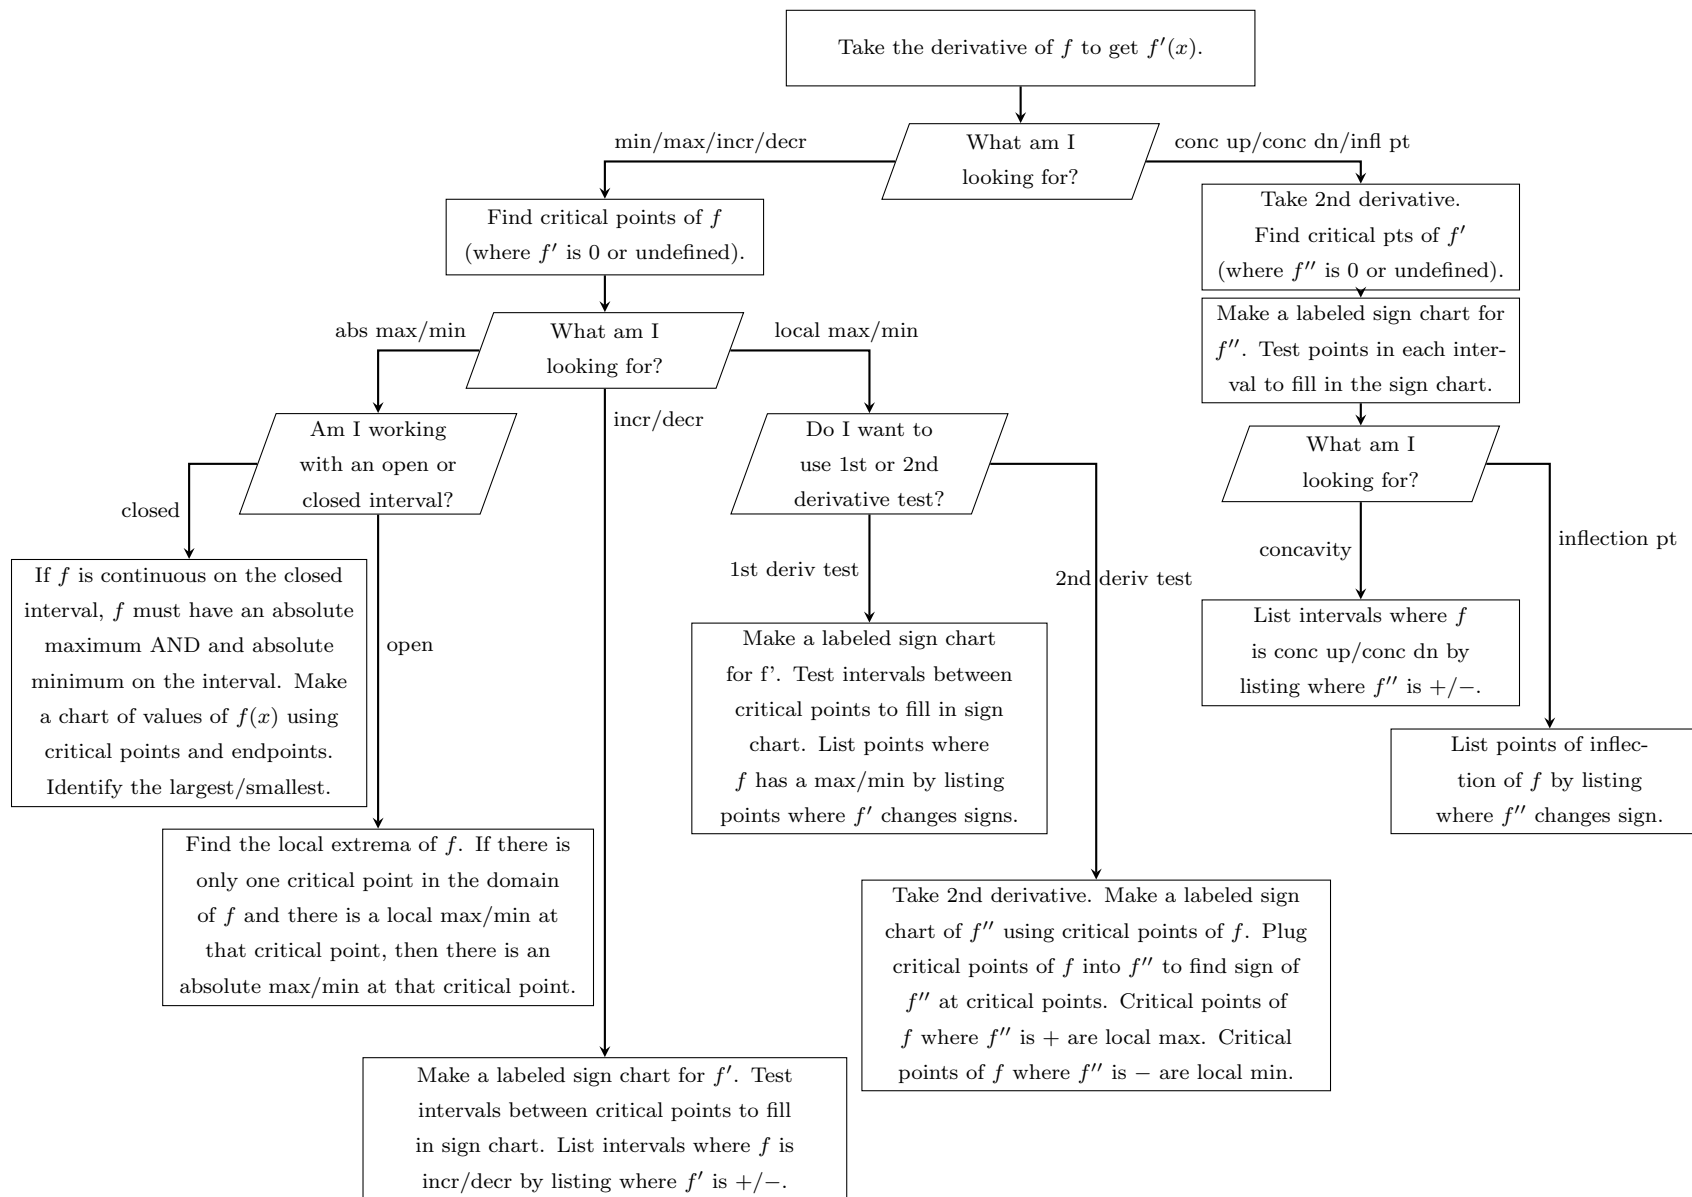 Take the derivative of f to get f′(x).
What am I
looking for?
min/max/incr/decr
conc up/conc dn/infl pt
Find critical points of f
(where f′ is 0 or undefined).
Take 2nd derivative.
Find critical pts of f′
(where f′′ is 0 or undefined).
Make a labeled sign chart for
f′′. Test points in each inter-
val to fill in the sign chart.
What am I
looking for?
abs max/min
local max/min
incr/decr
Am I working
with an open or
closed interval?
Do I want to
use 1st or 2nd
derivative test?
What am I
looking for?
closed
open
1st deriv test
2nd deriv test
concavity
inflection pt
If f is continuous on the closed
interval, f must have an absolute
maximum AND and absolute
minimum on the interval. Make
a chart of values of f(x) using
critical points and endpoints.
Identify the largest/smallest.
Make a labeled sign chart
for f’. Test intervals between
critical points to fill in sign
chart. List points where
f has a max/min by listing
points where f′ changes signs.
List intervals where f
is conc up/conc dn by
listing where f′′ is +/−.
List points of inflec-
tion of f by listing
where f′′ changes sign.
Find the local extrema of f. If there is
only one critical point in the domain
of f and there is a local max/min at
that critical point, then there is an
absolute max/min at that critical point.
Take 2nd derivative. Make a labeled sign
chart of f′′ using critical points of f. Plug
critical points of f into f′′ to find sign of
f′′ at critical points. Critical points of
f where f′′ is + are local max. Critical
points of f where f′′ is − are local min.
Make a labeled sign chart for f′. Test
intervals between critical points to fill
in sign chart. List intervals where f is
incr/decr by listing where f′ is +/−.